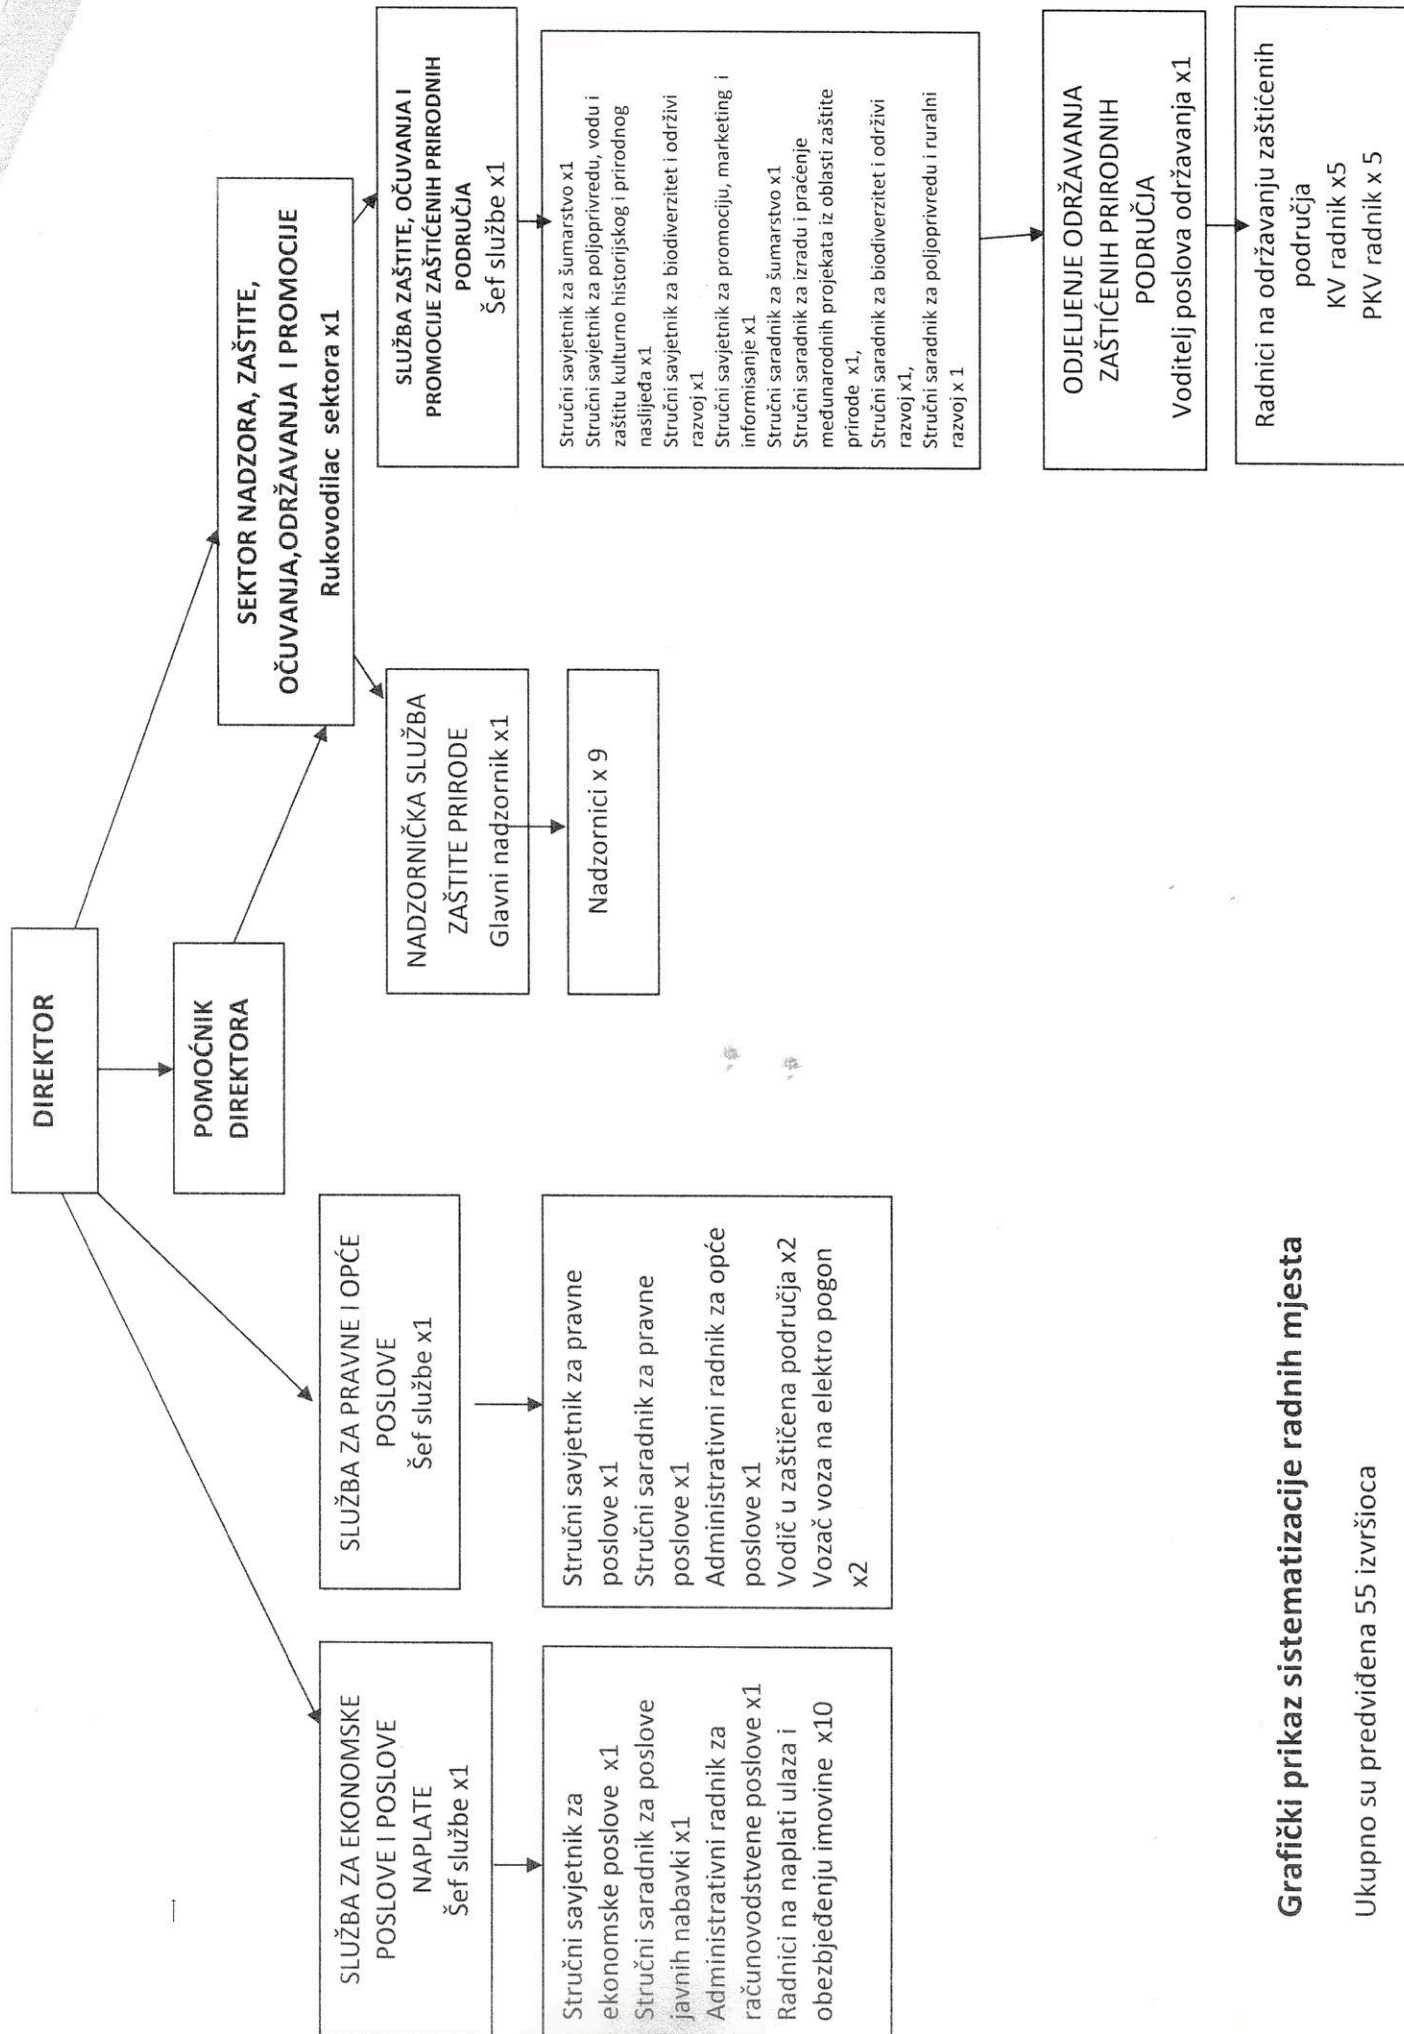 DIREKTOR
POMOĆNIK
DIREKTORA
SLUŽBA ZA EKONOMSKE
POSLOVE I POSLOVE
NAPLATE
Šef službe x1
Stručni savjetnik za
ekonomske poslove x1
Stručni saradnik za poslove
javnih nabavki x1
Administrativni radnik za
računovodstvene poslove x1
Radnici na naplati ulaza i
obezbjeđenju imovine x10
SLUŽBA ZA PRAVNE I OPĆE
POSLOVE
Šef službe x1
Stručni savjetnik za pravne
poslove x1
Stručni saradnik za pravne
poslove x1
Administrativni radnik za opće
poslove x1
Vodič u zaštičena područja x2
Vozač voza na elektro pogon
x2
SEKTOR NADZORA, ZAŠTITE,
OČUVANJA,ODRŽAVANJA I PROMOCIJE
Rukovodilac sektora x1
NADZORNIČKA SLUŽBA
ZAŠTITE PRIRODE
Glavni nadzornik x1
Nadzornici x 9
SLUŽBA ZAŠTITE, OČUVANJA I
PROMOCIJE ZAŠTIĆENIH PRIRODNIH
PODRUČJA
Šef službe x1
Stručni savjetnik za šumarstvo x1
Stručni savjetnik za poljoprivredu, vodu i
zaštitu kulturno historijskog i prirodnog
naslijeđa x1
Stručni savjetnik za biodiverzitet i održivi
razvoj x1
Stručni savjetnik za promociju, marketing i
informisanje x1
Stručni saradnik za šumarstvo x1
Stručni saradnik za izradu i praćenje
međunarodnih projekata iz oblasti zaštite
prirode x1,
Stručni saradnik za biodiverzitet i održivi
razvoj x1,
Stručni saradnik za poljoprivredu i ruralni
razvoj x 1
ODJELJENJE ODRŽAVANJA
ZAŠTIĆENIH PRIRODNIH
PODRUČJA
Voditelj poslova održavanja x1
Radnici na održavanju zaštićenih
područja
KV radnik x5
PKV radnik x 5
Grafički prikaz sistematizacije radnih mjesta
Ukupno su predviđena 55 izvršioca